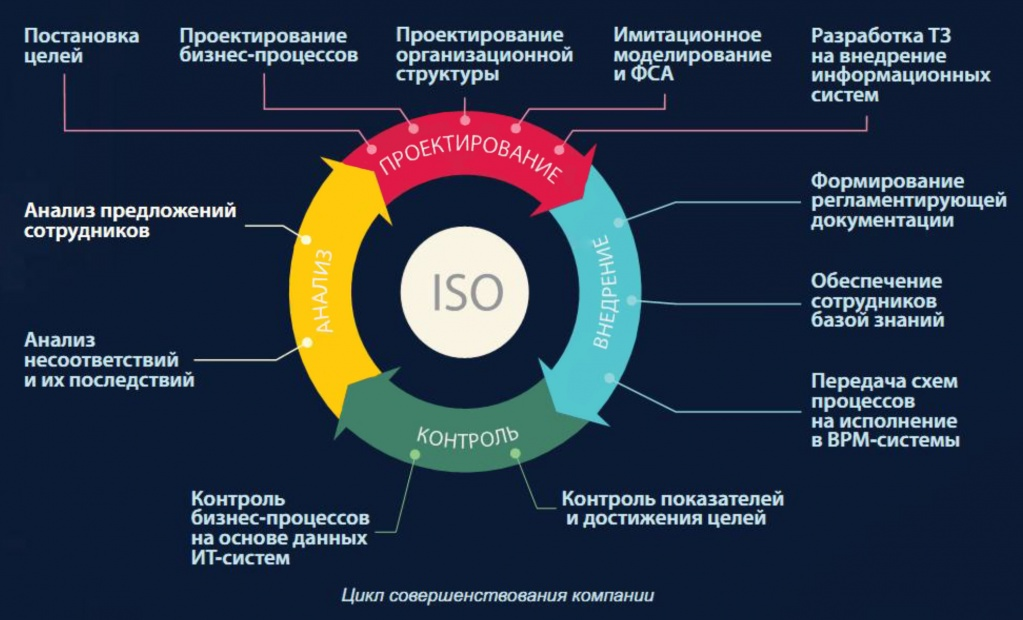 Постановка
целей
Проектирование
бизнес-процессов
Проектирование
организационной
структуры
Имитационное
моделирование
и ФСА
Разработка ТЗ
на внедрение
информационных
систем
ПРОЕКТИРОВАНИЕ
Формирование
регламентирующей
документации
Анализ предложений
сотрудников
АНАЛИЗ
ISO
ВНЕДРЕНИЕ
Обеспечение
сотрудников
базой знаний
Анализ
несоответствий
и их последствий
Передача схем
процессов
на исполнение
в BPM-системы
КОНТРОЛЬ
Контроль
бизнес-процессов
на основе данных
ИТ-систем
Контроль показателей
и достижения целей
Цикл совершенствования компании